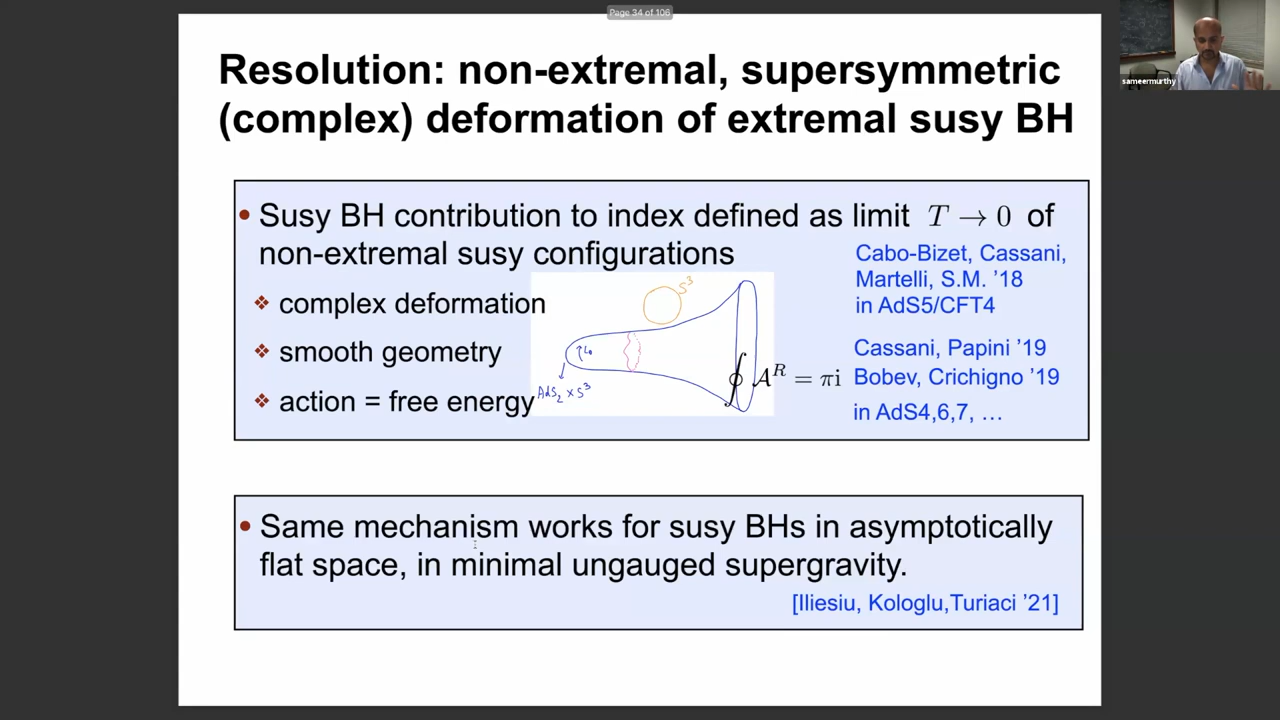 Page 34 of 106
sameermurthy
Resolution: non-extremal, supersymmetric
(complex) deformation of extremal susy BH
• Susy BH contribution to index defined as limit T → 0 of
non-extremal susy configurations
❖ complex deformation
❖ smooth geometry
❖ action = free energy
S³
↑t₀
AdS₂ × S³
∮ A^R = πi
Cabo-Bizet, Cassani,
Martelli, S.M. ’18
in AdS5/CFT4
Cassani, Papini ’19
Bobev, Crichigno ’19
in AdS4,6,7, …
• Same mechanism works for susy BHs in asymptotically
flat space, in minimal ungauged supergravity.
[Iliesiu, Kologlu,Turiaci ’21]